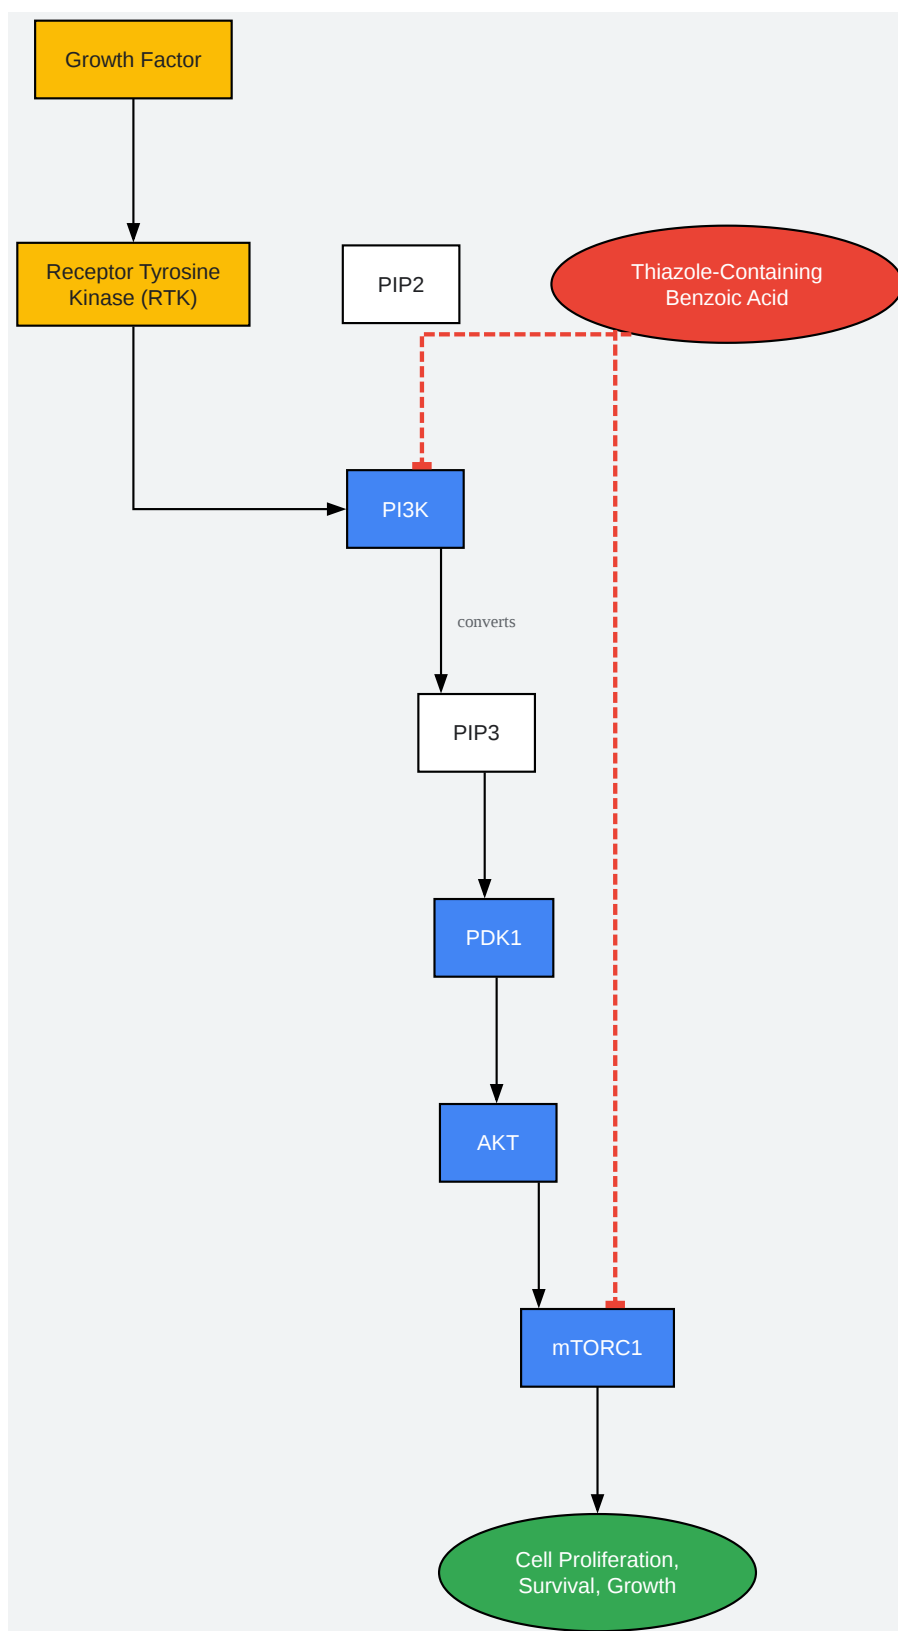 Growth Factor
Receptor Tyrosine
Kinase (RTK)
PIP2
Thiazole-Containing
Benzoic Acid
PI3K
converts
PIP3
PDK1
AKT
mTORC1
Cell Proliferation,
Survival, Growth